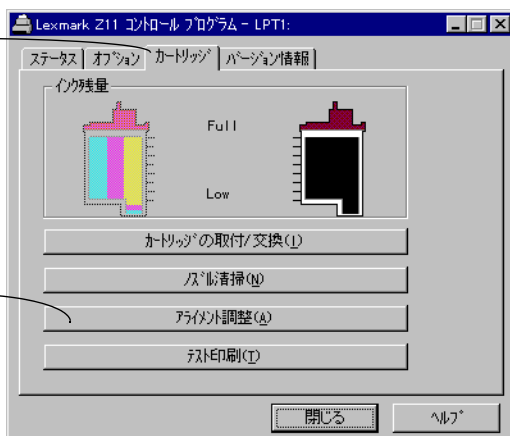 Lexmark Z11 ｺﾝﾄﾛｰﾙ ﾌﾟﾛｸﾞﾗﾑ - LPT1:
ｽﾃｰﾀｽ ｵﾌﾟｼｮﾝ ｶｰﾄﾘｯｼﾞ ﾊﾞｰｼﾞｮﾝ情報
ｲﾝｸ残量
Full
Low
ｶｰﾄﾘｯｼﾞの取付/交換(I)
ﾉｽﾞﾙ清掃(N)
ｱﾗｲﾒﾝﾄ調整(A)
ﾃｽﾄ印刷(T)
閉じる ﾍﾙﾌﾟ